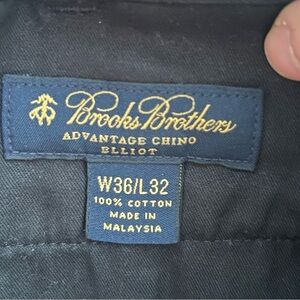 Brooks Brothers
ADVANTAGE CHINO
ELLIOT
W36/L32
100% COTTON
MADE IN
MALAYSIA